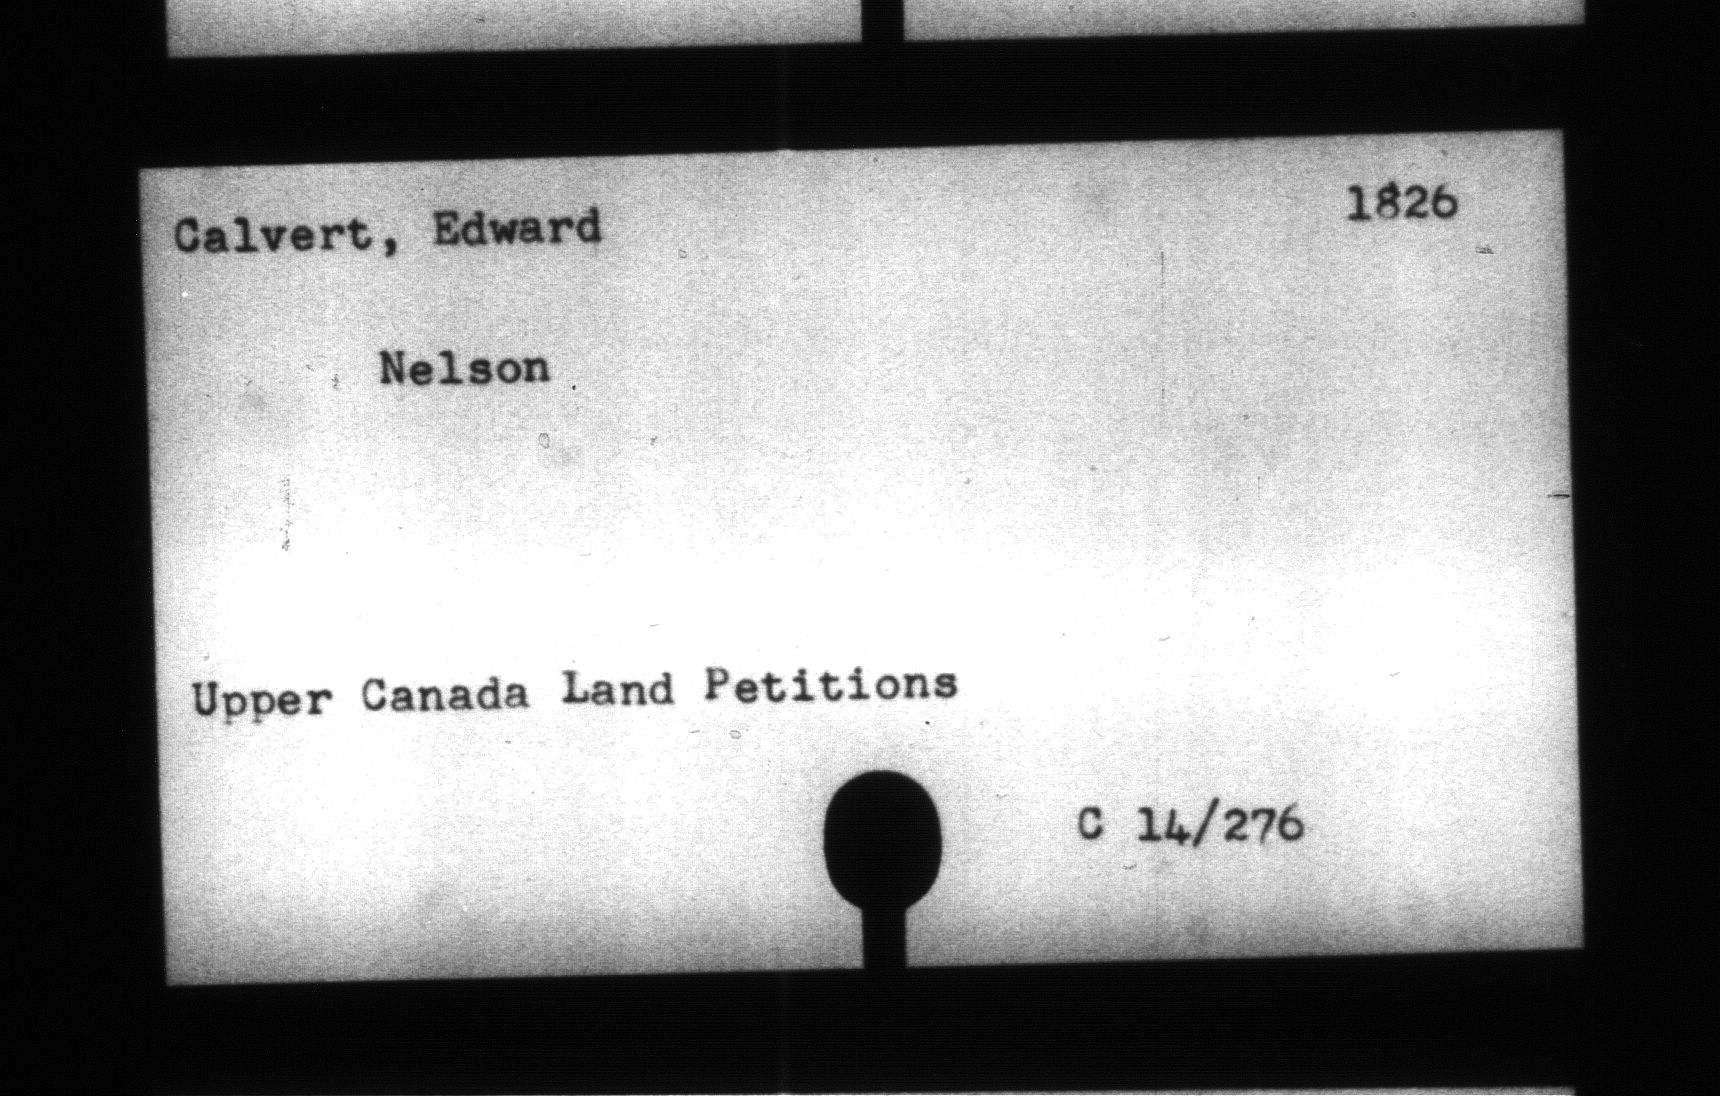 Calvert, Edward 1826
Nelson
Upper Canada Land Petitions
C 14/276